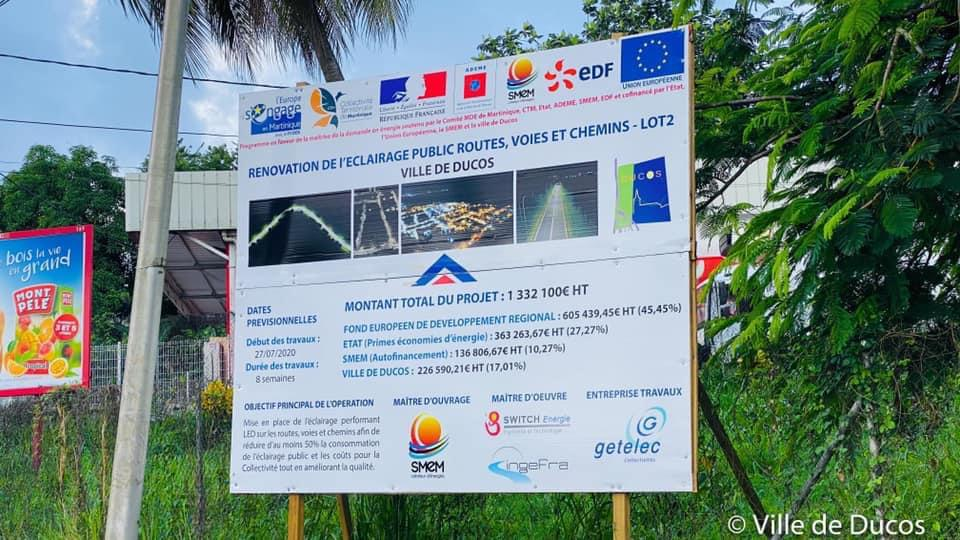 l'Europe
s'engage
en Martinique
Collectivité
Territoriale
de Martinique
Liberté • Égalité • Fraternité
RÉPUBLIQUE FRANÇAISE
ADEME
SMEM
eDF
UNION EUROPÉENNE
Programme en faveur de la maîtrise de la demande en énergie soutenu par le Comité MDE de Martinique, CTM, Etat, ADEME, SMEM, EDF et cofinancé par l'Etat,
l'Union Européenne, la SMEM et la ville de Ducos
RENOVATION DE l'ECLAIRAGE PUBLIC ROUTES, VOIES ET CHEMINS - LOT2
VILLE DE DUCOS
DUCOS
DATES
PREVISIONNELLES
Début des travaux :
27/07/2020
Durée des travaux :
8 semaines
MONTANT TOTAL DU PROJET : 1 332 100€ HT
FOND EUROPEEN DE DEVELOPPEMENT REGIONAL : 605 439,45€ HT (45,45%)
ETAT (Primes économies d'énergie) : 363 263,67€ HT (27,27%)
SMEM (Autofinancement) : 136 806,67€ HT (10,27%)
VILLE DE DUCOS : 226 590,21€ HT (17,01%)
OBJECTIF PRINCIPAL DE L'OPERATION
Mise en place de l'éclairage performant
LED sur les routes, voies et chemins afin de
réduire d'au moins 50% la consommation
de l'éclairage public et les coûts pour la
Collectivité tout en améliorant la qualité.
MAÎTRE D'OUVRAGE
SMEM
MAÎTRE D'OEUVRE
SWITCH Energie
ingeFra
ENTREPRISE TRAVAUX
getelec
bois la vie
en grand
MONT
PELÉ
© Ville de Ducos